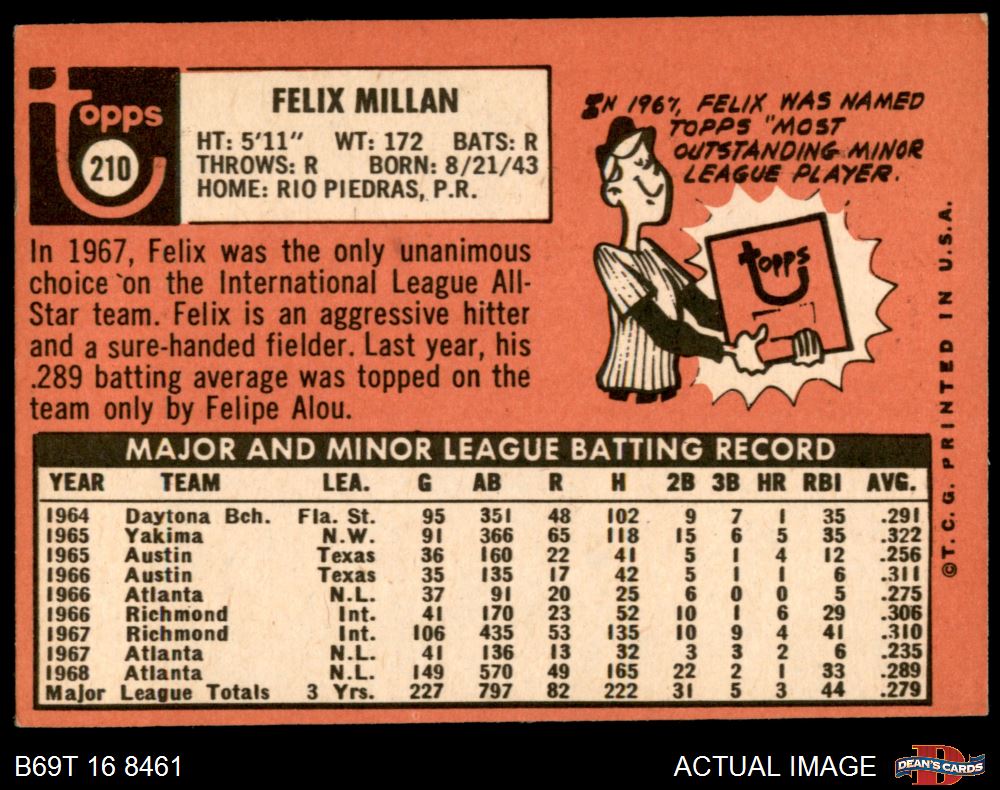 topps
210
FELIX MILLAN
HT: 5'11" WT: 172 BATS: R
THROWS: R BORN: 8/21/43
HOME: RIO PIEDRAS, P.R.
In 1967, Felix was the only unanimous
choice on the International League All-
Star team. Felix is an aggressive hitter
and a sure-handed fielder. Last year, his
.289 batting average was topped on the
team only by Felipe Alou.
IN 1967, FELIX WAS NAMED
TOPPS "MOST
OUTSTANDING MINOR
LEAGUE PLAYER.
topps
©T. C. G. PRINTED IN U.S.A.
MAJOR AND MINOR LEAGUE BATTING RECORD
YEAR TEAM LEA. G AB R H 2B 3B HR RBI AVG.
1964 Daytona Bch. Fla. St. 95 351 48 102 9 7 1 35 .291
1965 Yakima N.W. 91 366 65 118 15 6 5 35 .322
1965 Austin Texas 36 160 22 41 5 1 4 12 .256
1966 Austin Texas 35 135 17 42 5 1 1 6 .311
1966 Atlanta N.L. 37 91 20 25 6 0 0 5 .275
1966 Richmond Int. 41 170 23 52 10 1 6 29 .306
1967 Richmond Int. 106 435 53 135 10 9 4 41 .310
1967 Atlanta N.L. 41 136 13 32 3 3 2 6 .235
1968 Atlanta N.L. 149 570 49 165 22 2 1 33 .289
Major League Totals 3 Yrs. 227 797 82 222 31 5 3 44 .279
B69T 16 8461
ACTUAL IMAGE
D
DEAN'S CARDS